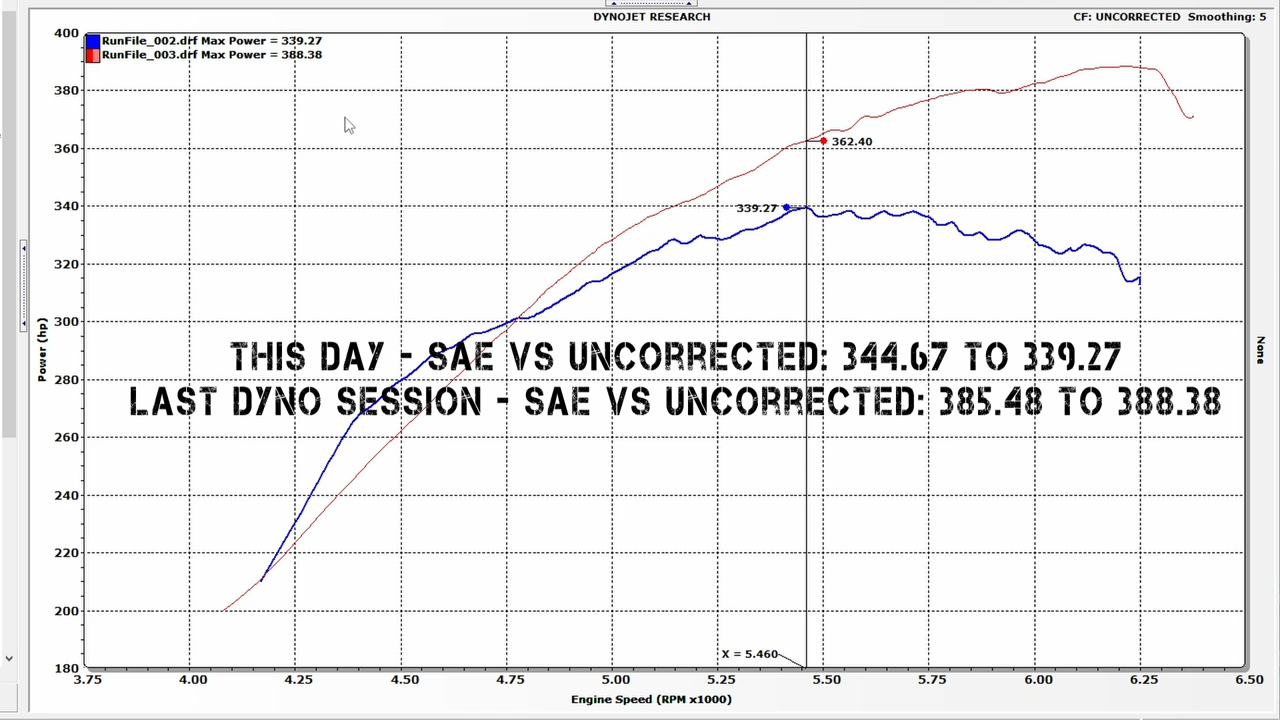 DYNOJET RESEARCH
CF: UNCORRECTED Smoothing: 5
RunFile_002.drf Max Power = 339.27
RunFile_003.drf Max Power = 388.38
400
380
360
340
320
300
280
260
240
220
200
180
Power (hp)
362.40
339.27
THIS DAY - SAE VS UNCORRECTED: 344.67 TO 339.27
LAST DYNO SESSION - SAE VS UNCORRECTED: 385.48 TO 388.38
None
X = 5.460
3.75 4.00 4.25 4.50 4.75 5.00 5.25 5.50 5.75 6.00 6.25 6.50
Engine Speed (RPM x1000)